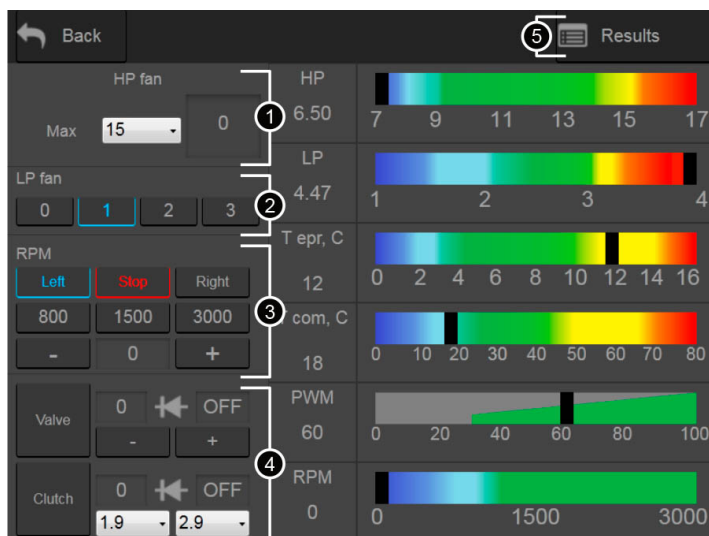 Back
5
Results
HP fan
Max 15 0
1
LP fan
0 1 2 3
2
RPM
Left Stop Right
800 1500 3000
- 0 +
3
Valve 0 OFF
- +
Clutch 0 OFF
1.9 2.9
4
HP
6.50
7 9 11 13 15 17
LP
4.47
1 2 3 4
T epr, C
12
0 2 4 6 8 10 12 14 16
com, C
18
0 10 20 30 40 50 60 70 80
PWM
60
0 20 40 60 80 100
RPM
0
0 1500 3000